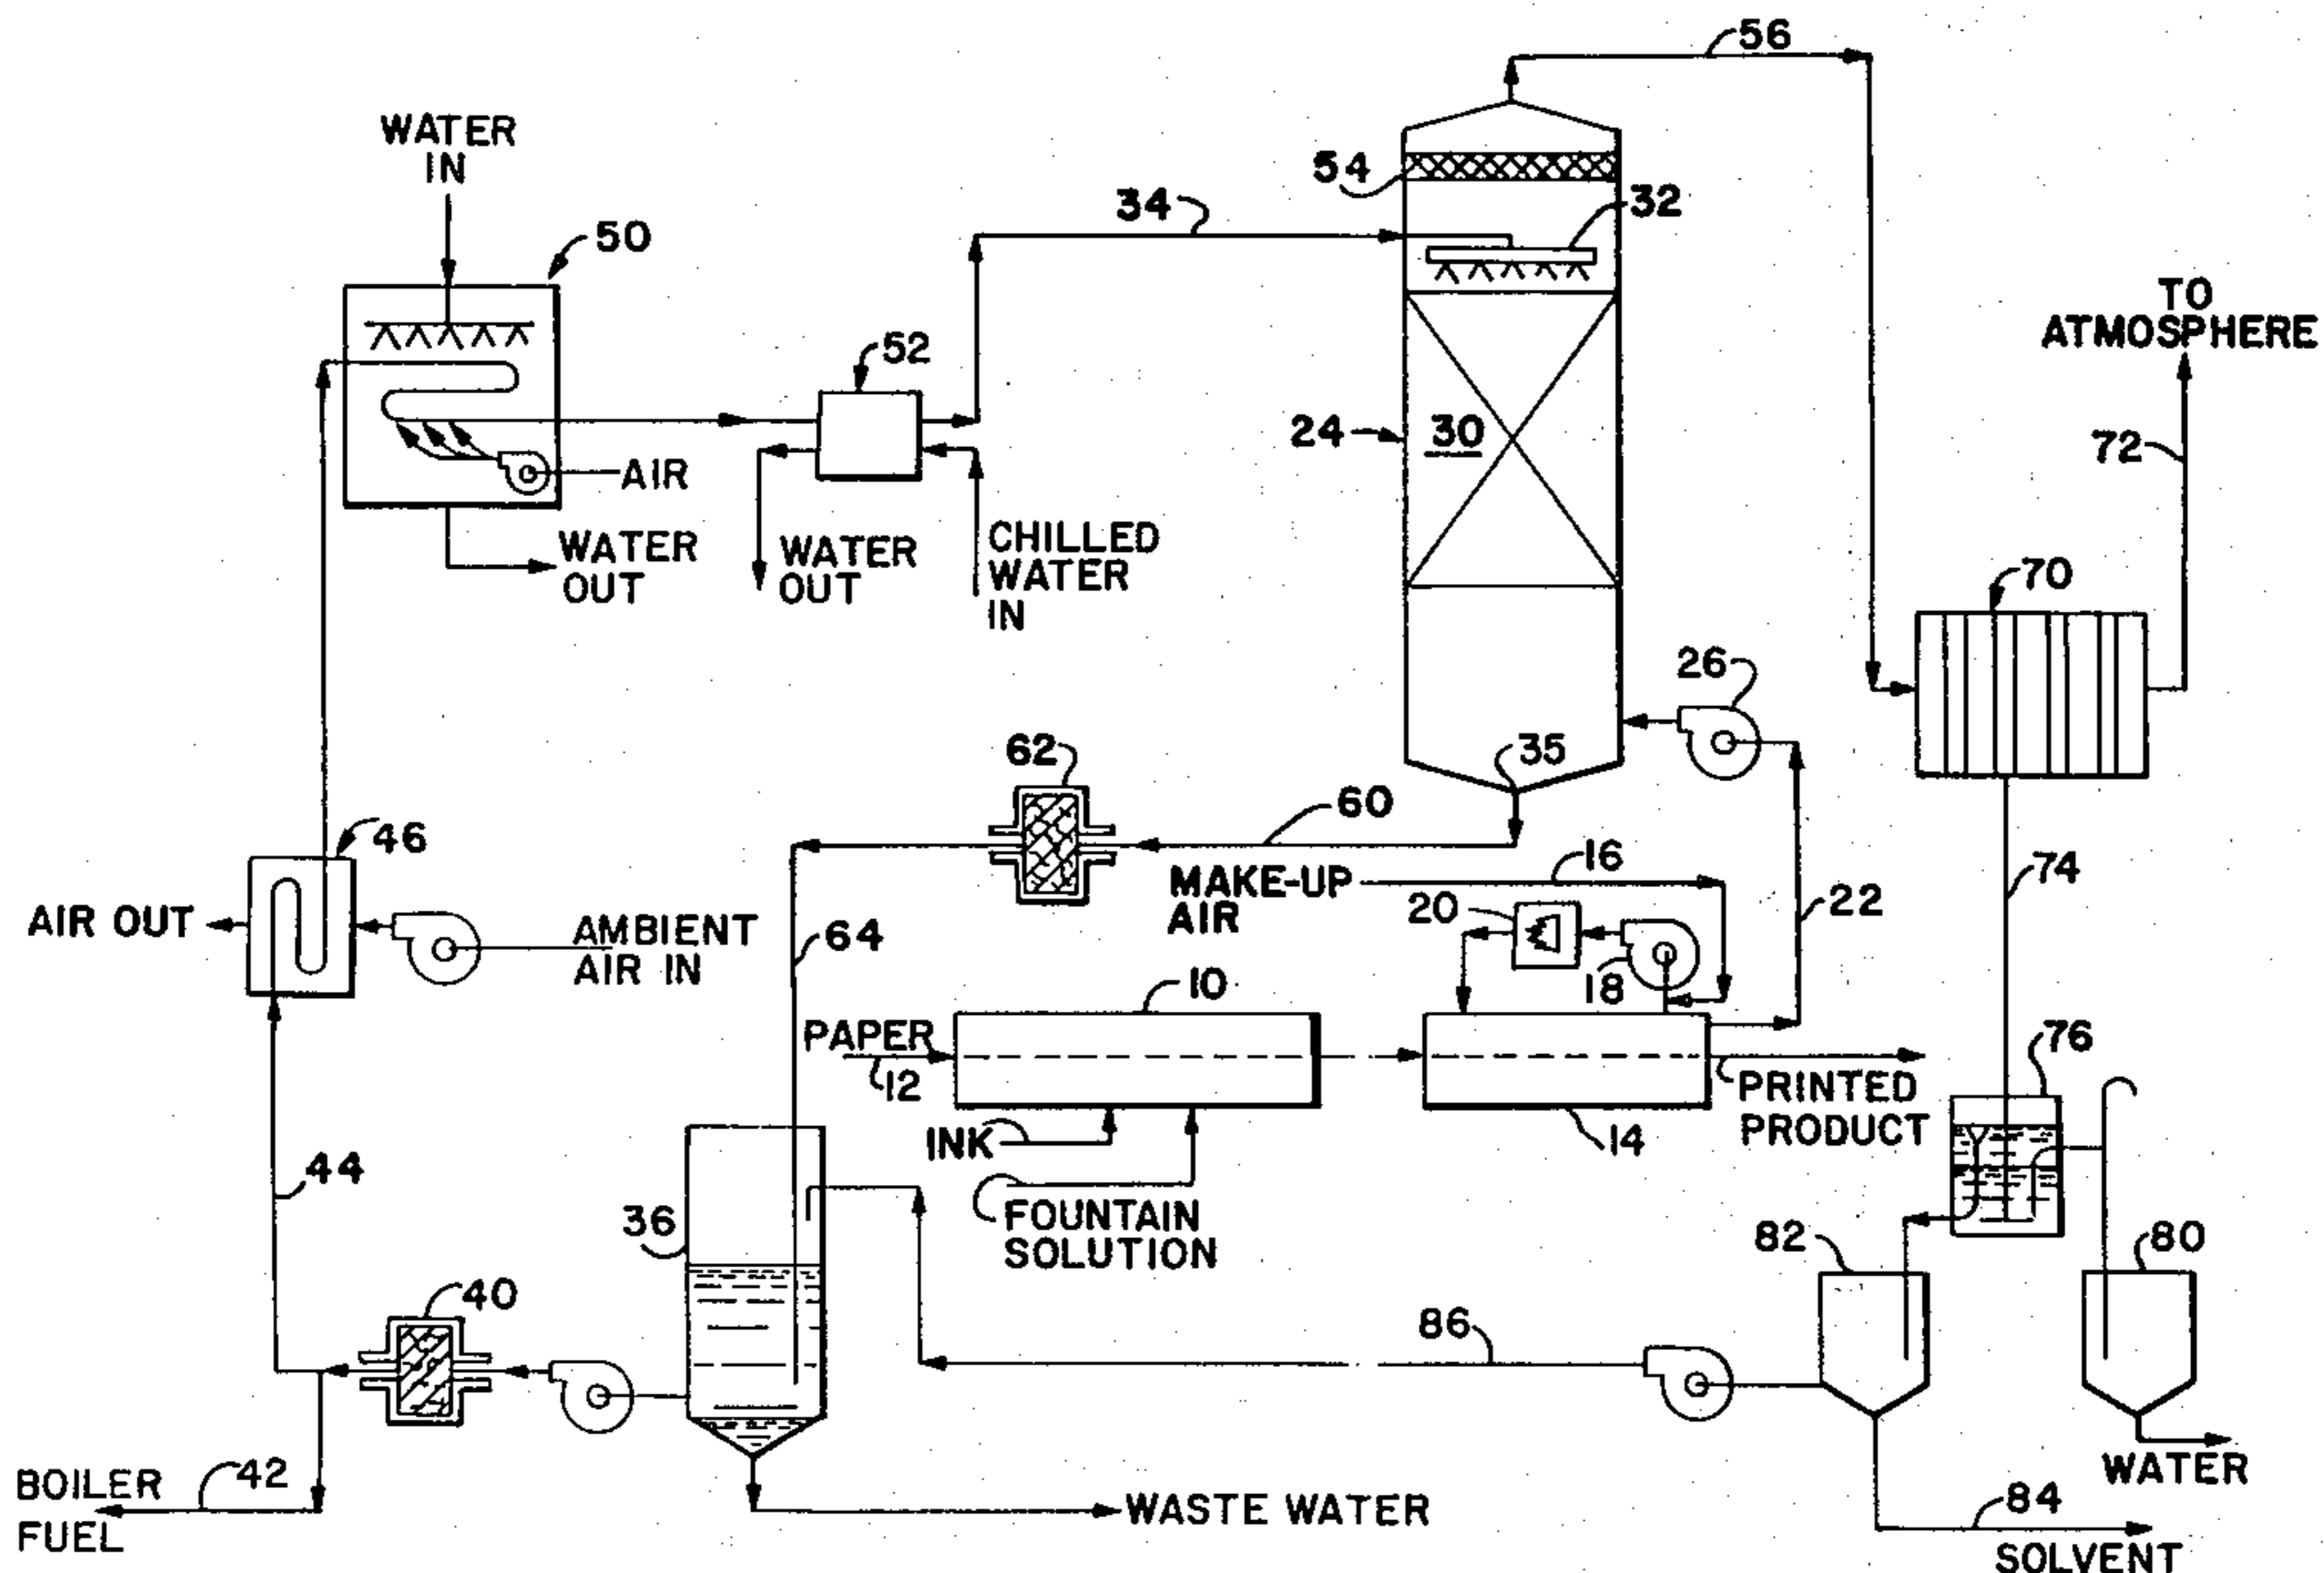 56
WATER
IN
54
32
34
50
TO
ATMOSPHERE
52
24
30
72
AIR
WATER
OUT
WATER
OUT
CHILLED
WATER
IN
70
26
62
35
60
46
16
MAKE-UP
AIR
20
74
22
AIR OUT
AMBIENT
AIR IN
64
18
10
PAPER
12
76
PRINTED
PRODUCT
INK
14
44
36
FOUNTAIN
SOLUTION
82
80
40
86
WATER
BOILER
FUEL
42
WASTE WATER
84
SOLVENT